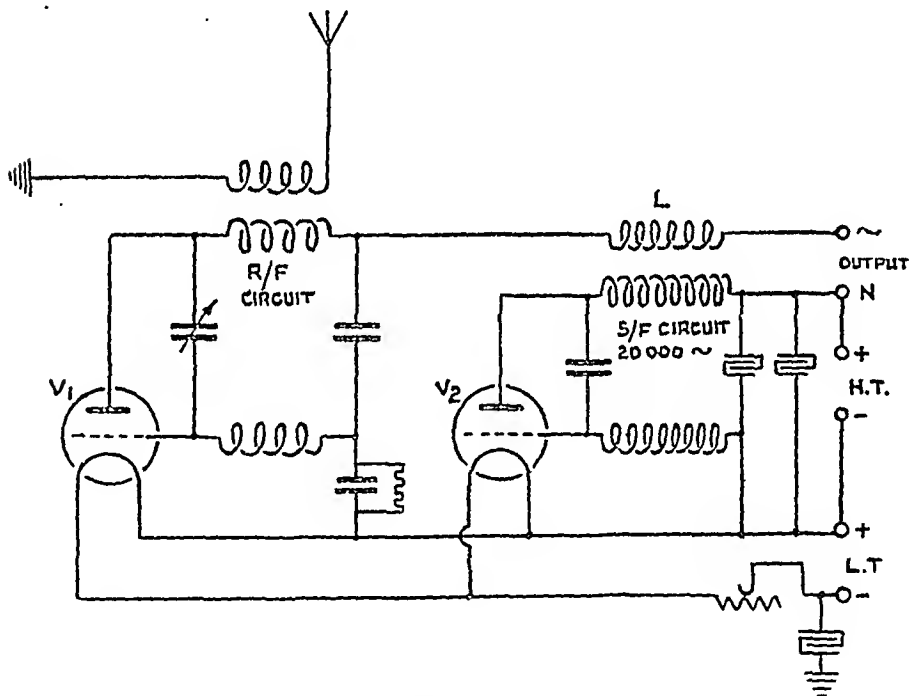 L.
~
R/F
CIRCUIT
OUTPUT
N
S/F CIRCUIT
20 000 ~
+
H.T.
V1
V2
-
+
L.T
-